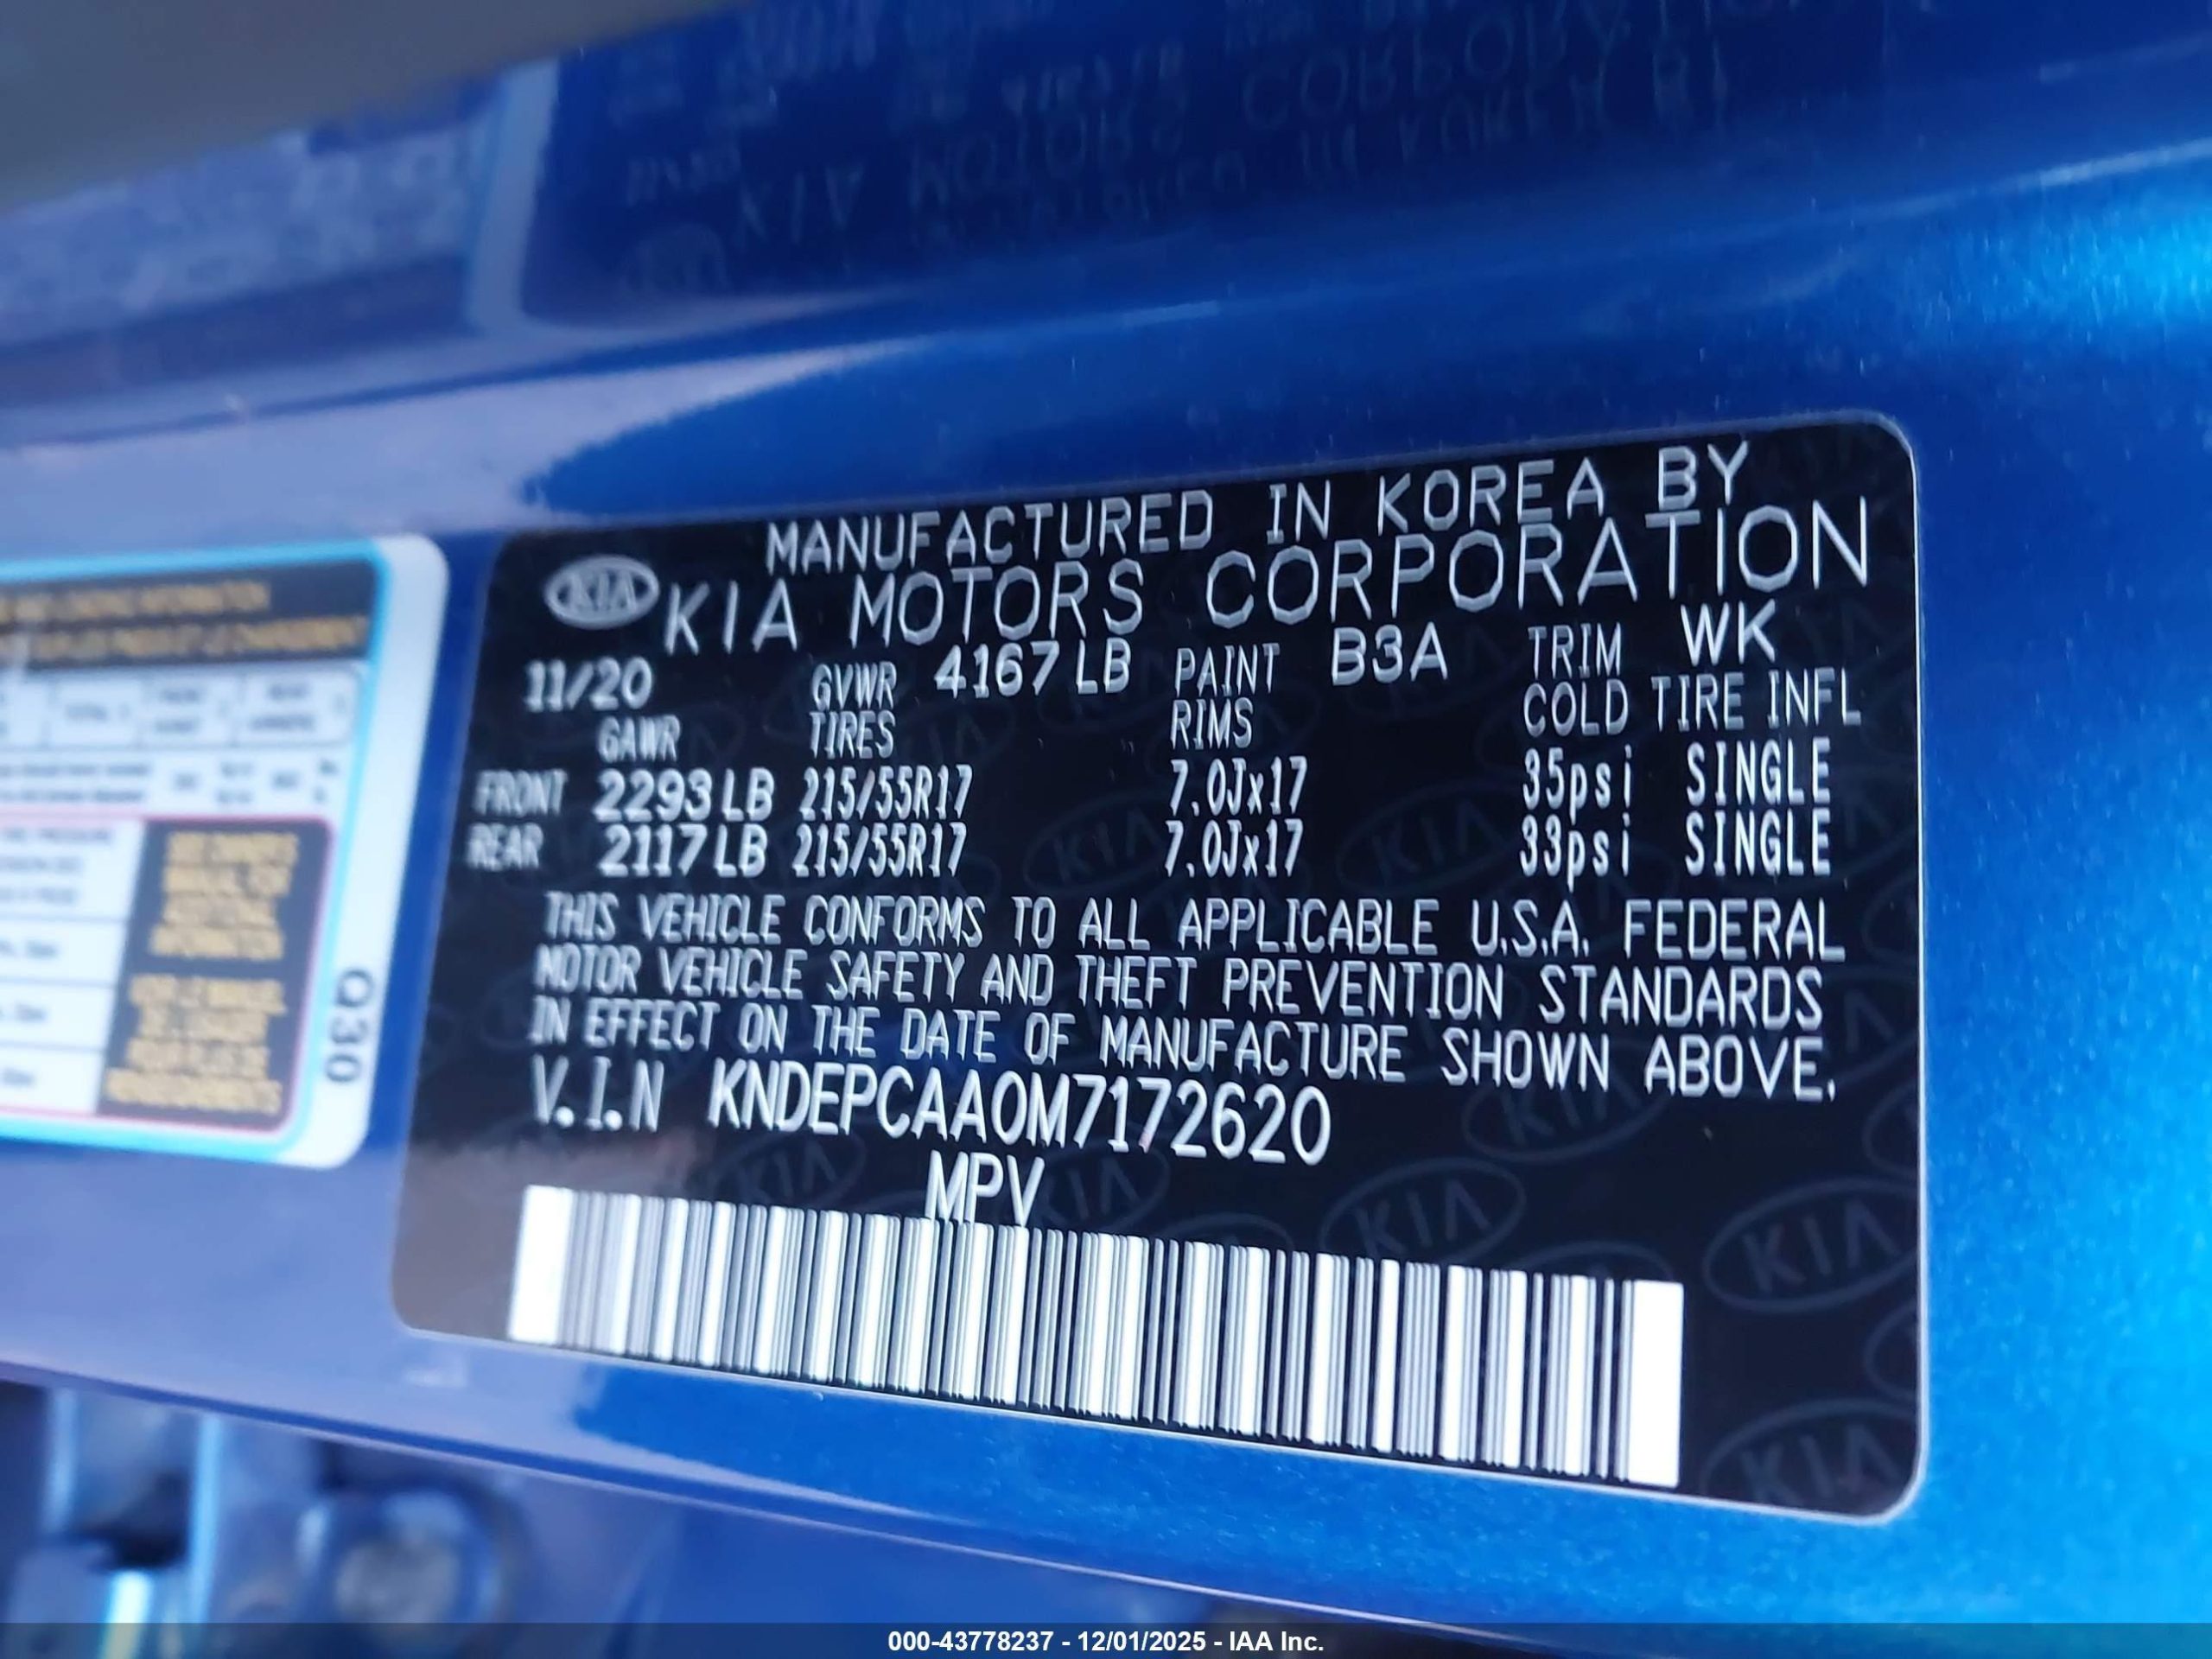 MANUFACTURED IN KOREA BY
KIA KIA MOTORS CORPORATION
11/20 GVWR 4167 LB PAINT B3A TRIM WK
GAWR TIRES RIMS COLD TIRE INFL
FRONT 2293 LB 215/55R17 7.0Jx17 35psi SINGLE
REAR 2117 LB 215/55R17 7.0Jx17 33psi SINGLE
THIS VEHICLE CONFORMS TO ALL APPLICABLE U.S.A. FEDERAL
MOTOR VEHICLE SAFETY AND THEFT PREVENTION STANDARDS
IN EFFECT ON THE DATE OF MANUFACTURE SHOWN ABOVE.
V.I.N KNDEPCAA0M7172620
MPV
Q30
000-43778237 - 12/01/2025 - IAA Inc.